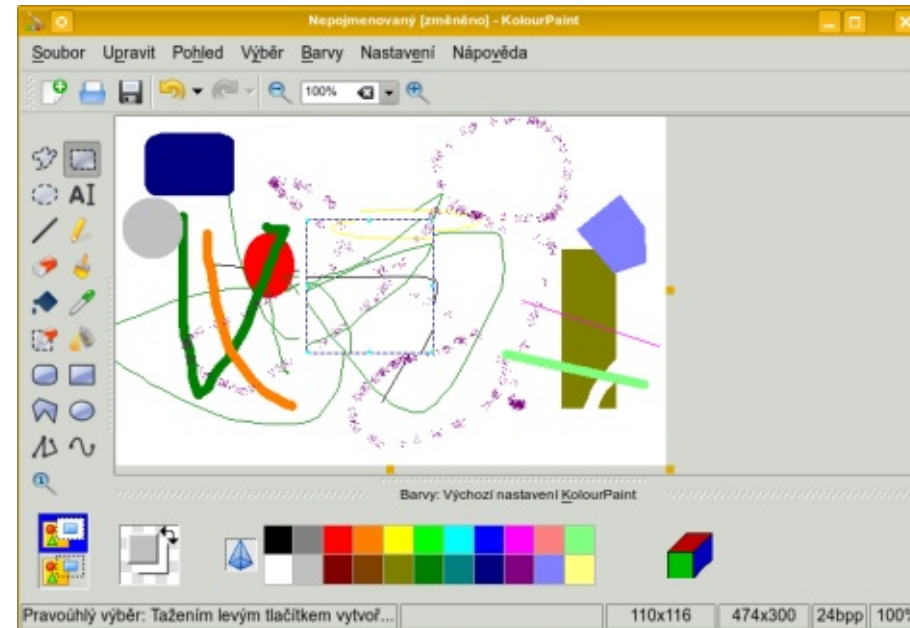 Nepojmenovaný [změněno] - KolourPaint
Soubor Upravit Pohled Výběr Barvy Nastavení Nápověda
100%
AI
Barvy: Výchozí nastavení KolourPaint
Pravoúhlý výběr: Tažením levým tlačítkem vytvoř... 110x116 474x300 24bpp 100%